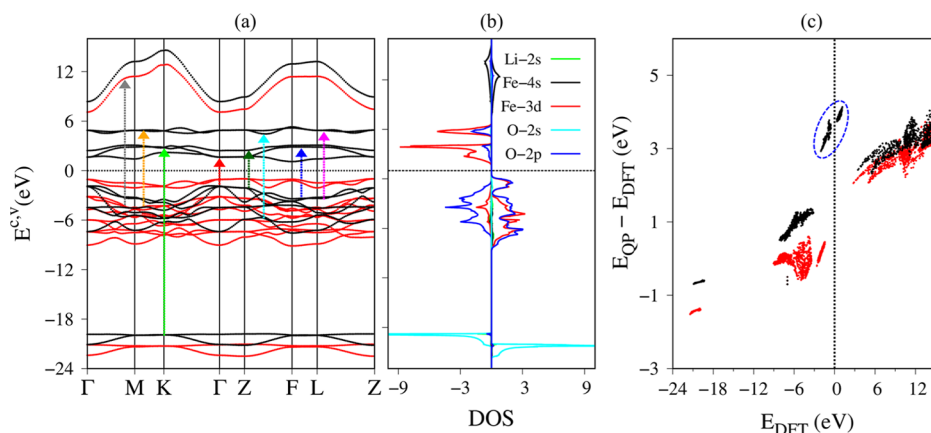 (a) (b) (c)
E^c,v (eV)
12
6
0
−6
−12
−18
−24
Γ M K Γ Z F L Z
Li−2s
Fe−4s
Fe−3d
O−2s
O−2p
−9 −3 3 9
DOS
E_QP − E_DFT (eV)
5
3
1
−1
−3
−24 −18 −12 −6 0 6 12
E_DFT (eV)